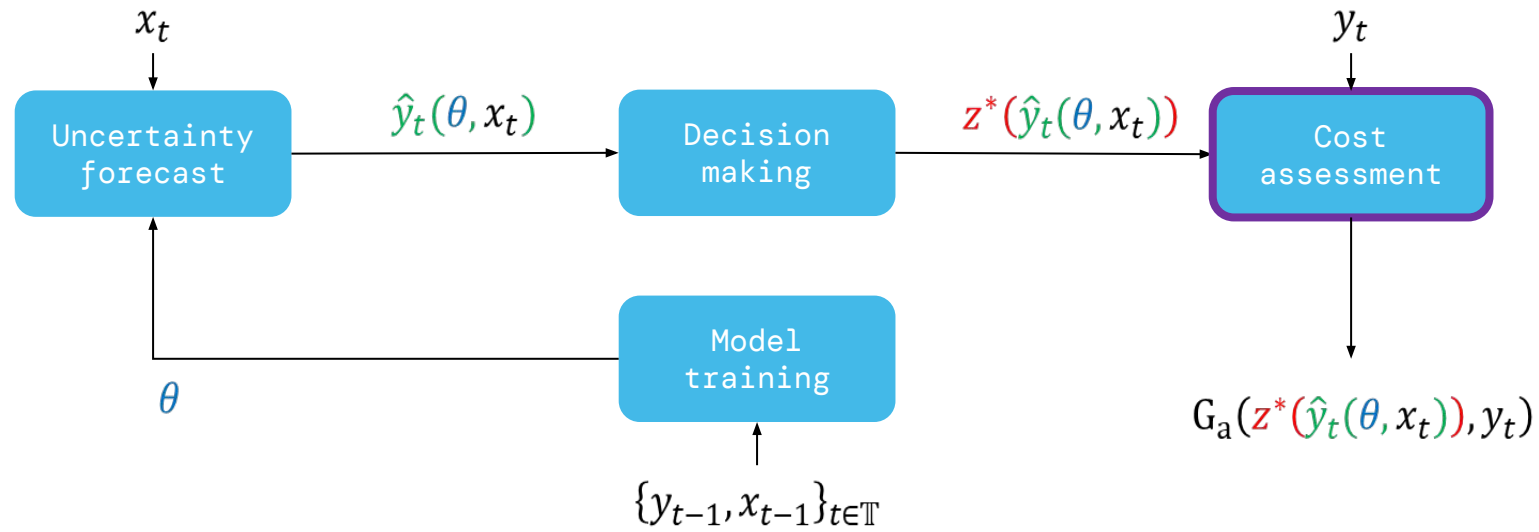 x_t
y_t
Uncertainty
forecast
ŷ_t(θ, x_t)
Decision
making
z*(ŷ_t(θ, x_t))
Cost
assessment
Model
training
θ
G_a(z*(ŷ_t(θ, x_t)), y_t)
{y_{t−1}, x_{t−1}}_{t∈𝕋}